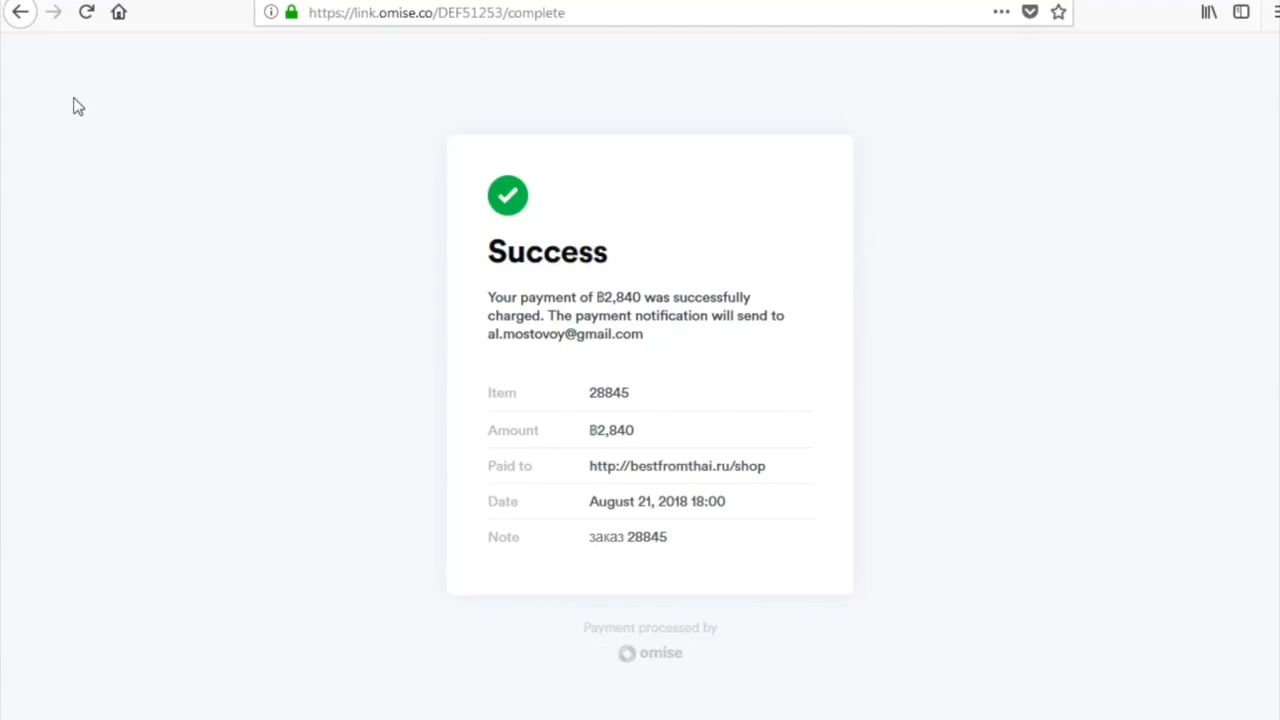 https://link.omise.co/DEF51253/complete
Success
Your payment of ฿2,840 was successfully
charged. The payment notification will send to
al.mostovoy@gmail.com
Item 28845
Amount ฿2,840
Paid to http://bestfromthai.ru/shop
Date August 21, 2018 18:00
Note заказ 28845
Payment processed by
omise